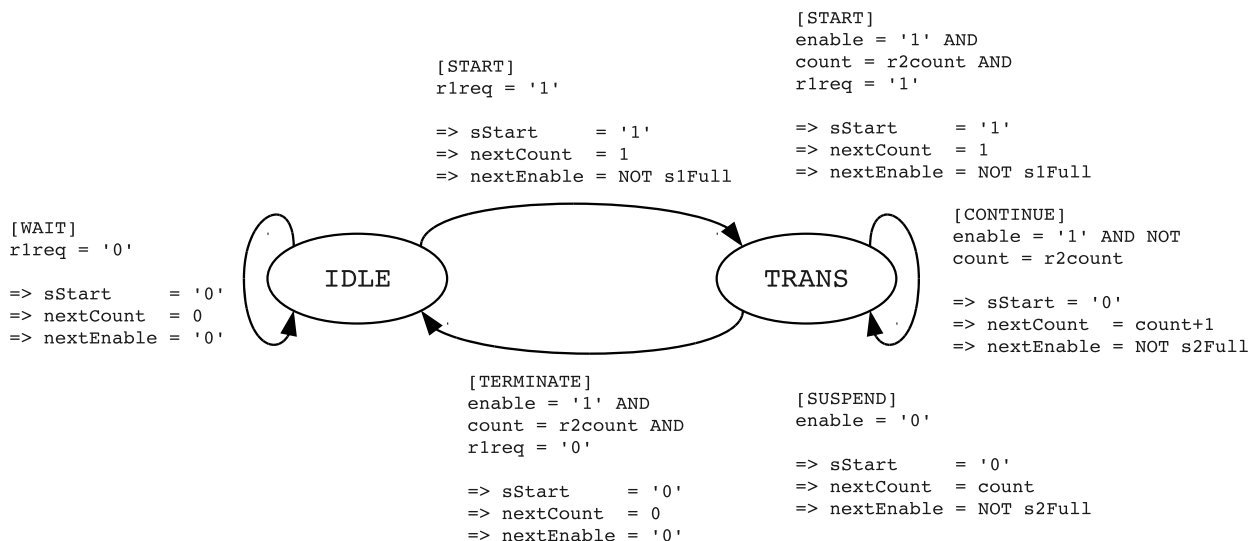 [START]
r1req = '1'
=> sStart     = '1'
=> nextCount  = 1
=> nextEnable = NOT s1Full
[START]
enable = '1' AND
count = r2count AND
r1req = '1'
=> sStart     = '1'
=> nextCount  = 1
=> nextEnable = NOT s1Full
[WAIT]
r1req = '0'
=> sStart     = '0'
=> nextCount  = 0
=> nextEnable = '0'
IDLE
TRANS
[CONTINUE]
enable = '1' AND NOT
count = r2count
=> sStart = '0'
=> nextCount  = count+1
=> nextEnable = NOT s2Full
[TERMINATE]
enable = '1' AND
count = r2count AND
r1req = '0'
=> sStart     = '0'
=> nextCount  = 0
=> nextEnable = '0'
[SUSPEND]
enable = '0'
=> sStart     = '0'
=> nextCount  = count
=> nextEnable = NOT s2Full